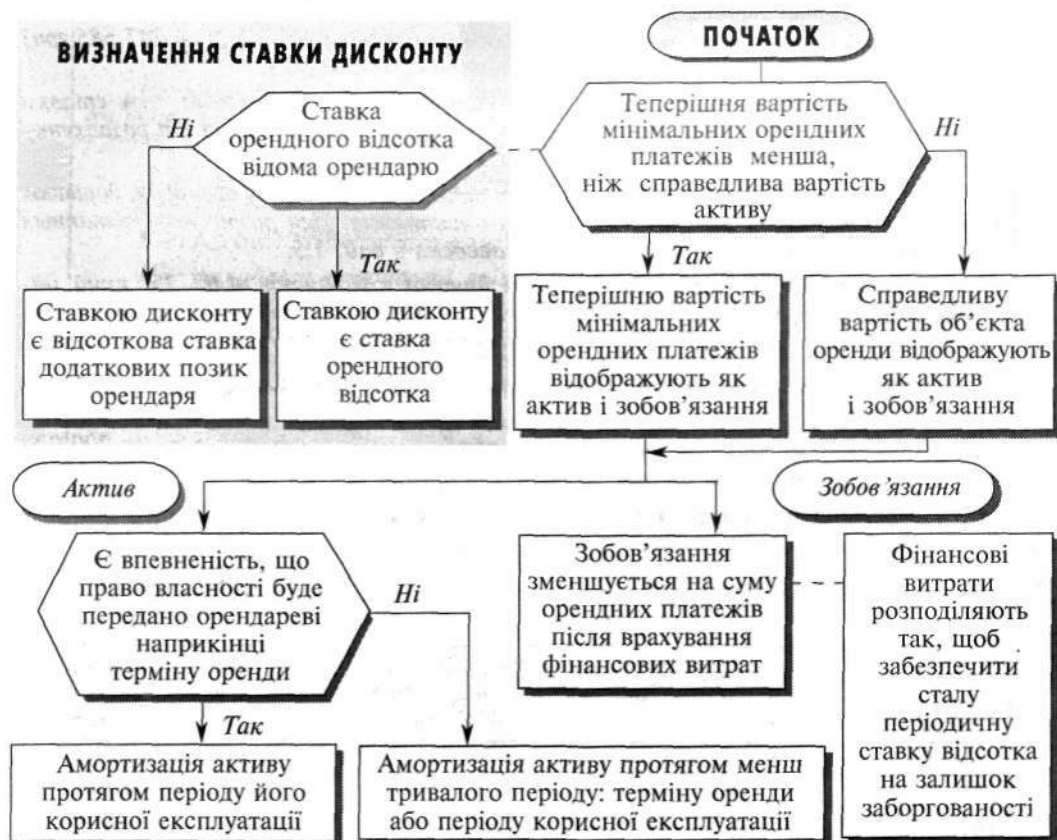 ВИЗНАЧЕННЯ СТАВКИ ДИСКОНТУ
ПОЧАТОК
Ні
Ставка
орендного відсотка
відома орендарю
Теперішня вартість
мінімальних орендних
платежів менша,
ніж справедлива вартість
активу
Ні
Так
Так
Ставкою дисконту
є відсоткова ставка
додаткових позик
орендаря
Ставкою дисконту
є ставка
орендного
відсотка
Теперішню вартість
мінімальних
орендних платежів
відображують як
актив і зобов’язання
Справедливу
вартість об’єкта
оренди відображують
як актив
і зобов’язання
Актив
Зобов’язання
Є впевненість, що
право власності буде
передано орендареві
наприкінці
терміну оренди
Ні
Зобов’язання
зменшується на суму
орендних платежів
після врахування
фінансових витрат
Фінансові
витрати
розподіляють
так, щоб
забезпечити
сталу
періодичну
ставку відсотка
на залишок
заборгованості
Так
Амортизація активу
протягом періоду його
корисної експлуатації
Амортизація активу протягом менш
тривалого періоду: терміну оренди
або періоду корисної експлуатації